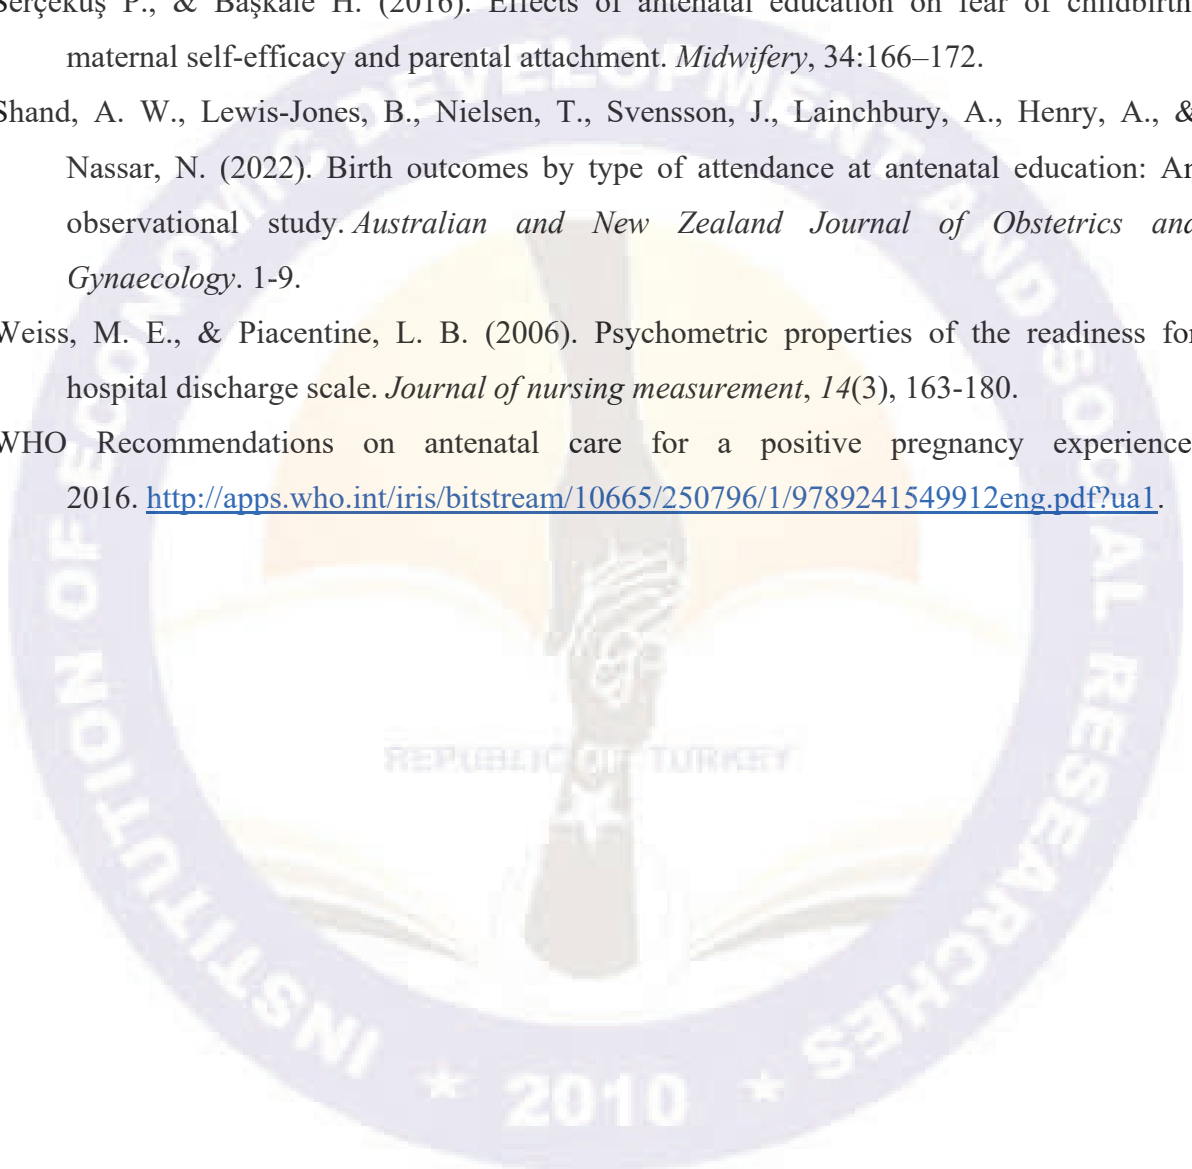 Serçekuş P., & Başkale H. (2016). Effects of antenatal education on fear of childbirth
maternal self-efficacy and parental attachment. Midwifery, 34:166–172.
Shand, A. W., Lewis-Jones, B., Nielsen, T., Svensson, J., Lainchbury, A., Henry, A., &
Nassar, N. (2022). Birth outcomes by type of attendance at antenatal education: An
observational study. Australian and New Zealand Journal of Obstetrics and
Gynaecology. 1-9.
Weiss, M. E., & Piacentine, L. B. (2006). Psychometric properties of the readiness for
hospital discharge scale. Journal of nursing measurement, 14(3), 163-180.
WHO Recommendations on antenatal care for a positive pregnancy experience
2016. http://apps.who.int/iris/bitstream/10665/250796/1/9789241549912eng.pdf?ua1.
INSTITUTION OF ECONOMIC DEVELOPMENT AND SOCIAL RESEARCHES
REPUBLIC OF TURKEY
2010